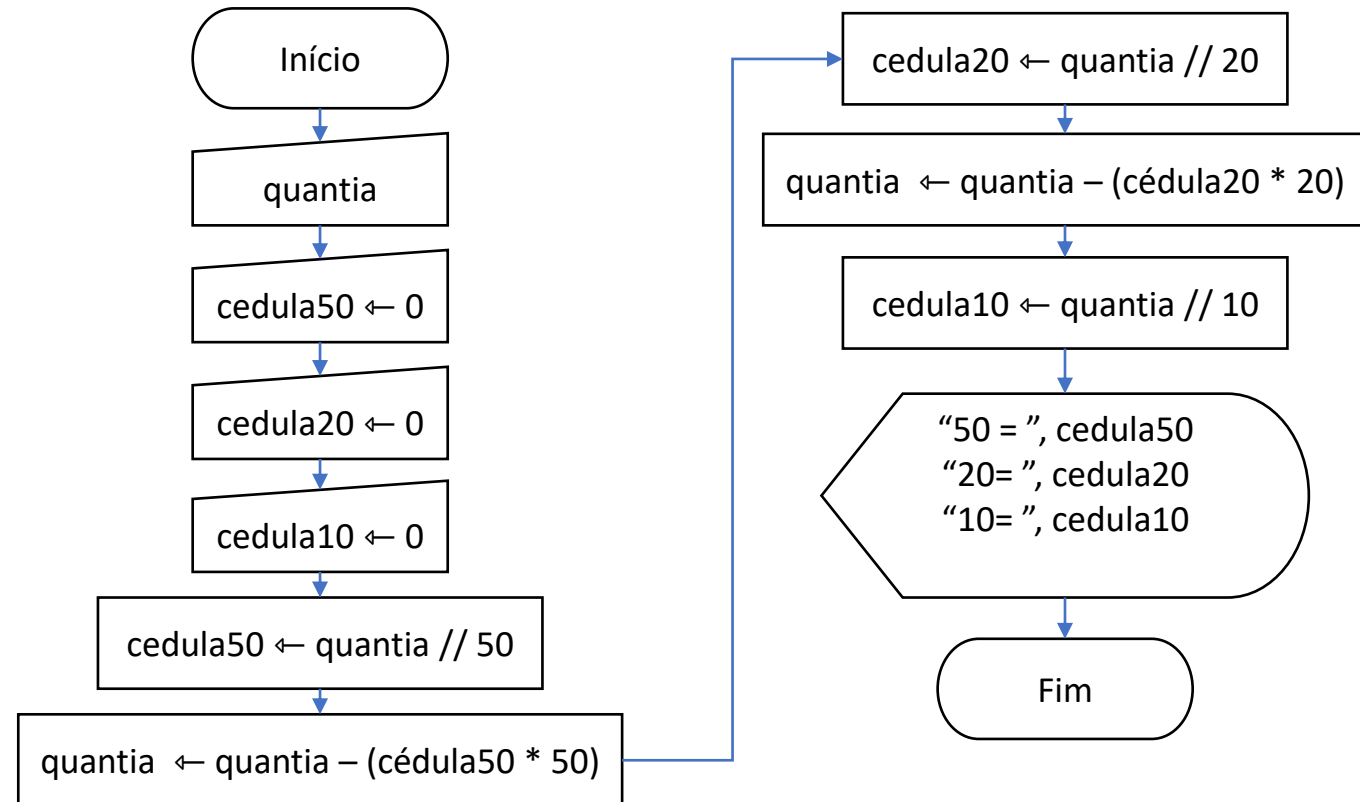 Início
quantia
cedula50 ← 0
cedula20 ← 0
cedula10 ← 0
cedula50 ← quantia // 50
quantia ← quantia – (cédula50 * 50)
cedula20 ← quantia // 20
quantia ← quantia – (cédula20 * 20)
cedula10 ← quantia // 10
“50 = ”, cedula50
“20= ”, cedula20
“10= ”, cedula10
Fim